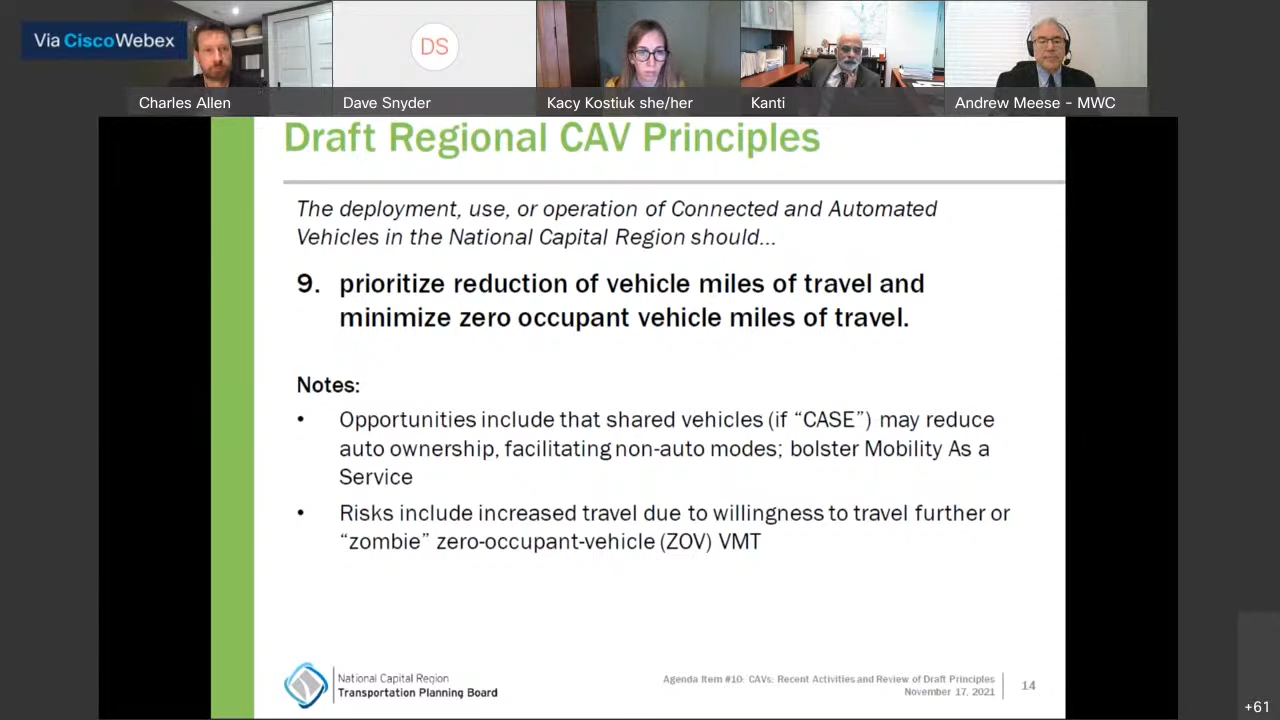 Via Cisco Webex
DS
Charles Allen
Dave Snyder
Kacy Kostiuk she/her
Kanti
Andrew Meese - MWC
Draft Regional CAV Principles
The deployment, use, or operation of Connected and Automated
Vehicles in the National Capital Region should...
9. prioritize reduction of vehicle miles of travel and
minimize zero occupant vehicle miles of travel.
Notes:
• Opportunities include that shared vehicles (if “CASE”) may reduce
auto ownership, facilitating non-auto modes; bolster Mobility As a
Service
• Risks include increased travel due to willingness to travel further or
“zombie” zero-occupant-vehicle (ZOV) VMT
National Capital Region
Transportation Planning Board
Agenda Item #10: CAVs: Recent Activities and Review of Draft Principles
November 17, 2021
14
+61